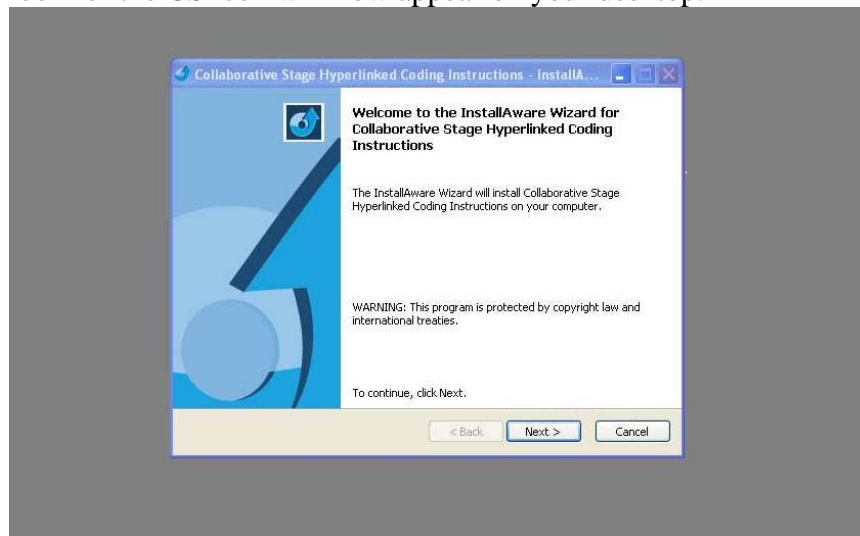 Collaborative Stage Hyperlinked Coding Instructions - InstallA...
Welcome to the InstallAware Wizard for
Collaborative Stage Hyperlinked Coding
Instructions
The InstallAware Wizard will install Collaborative Stage
Hyperlinked Coding Instructions on your computer.
WARNING: This program is protected by copyright law and
international treaties.
To continue, click Next.
< Back
Next >
Cancel